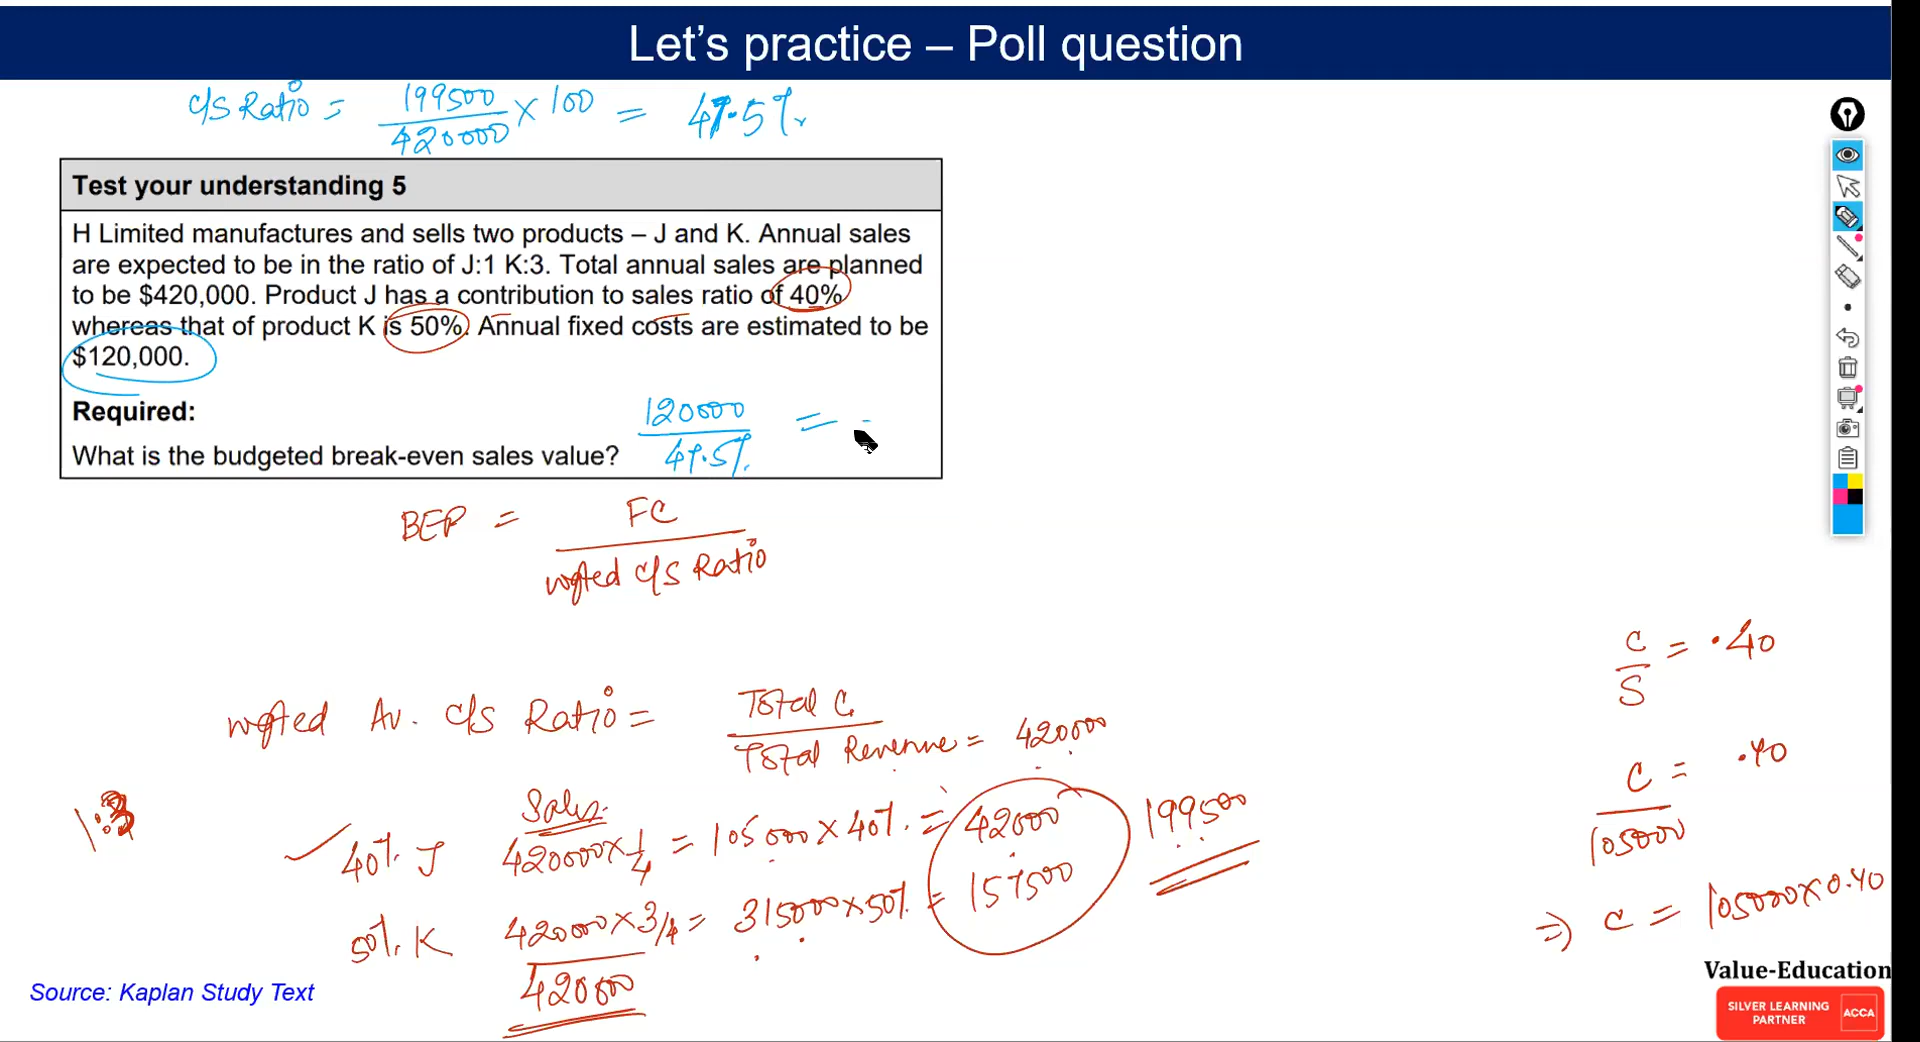 Let's practice – Poll question
C/S Ratio = 199500/420000 × 100 = 47.5%
Test your understanding 5
H Limited manufactures and sells two products – J and K. Annual sales
are expected to be in the ratio of J:1 K:3. Total annual sales are planned
to be $420,000. Product J has a contribution to sales ratio of 40%
whereas that of product K is 50%. Annual fixed costs are estimated to be
$120,000.
Required:
What is the budgeted break-even sales value?
120000/47.5% =
BEP = FC/wgted C/S Ratio
C/S = .40
wgted Av. C/S Ratio = Total C/Total Revenue = 420000
C/105000 = .40
1:3
Sales
40% J 420000 × 1/4 = 105000 × 40% = 42000 199500
50% K 420000 × 3/4 = 315000 × 50% = 157500
⇒ C = 105000 × 0.40
420000
Source: Kaplan Study Text
Value-Education
SILVER LEARNING
PARTNER
ACCA